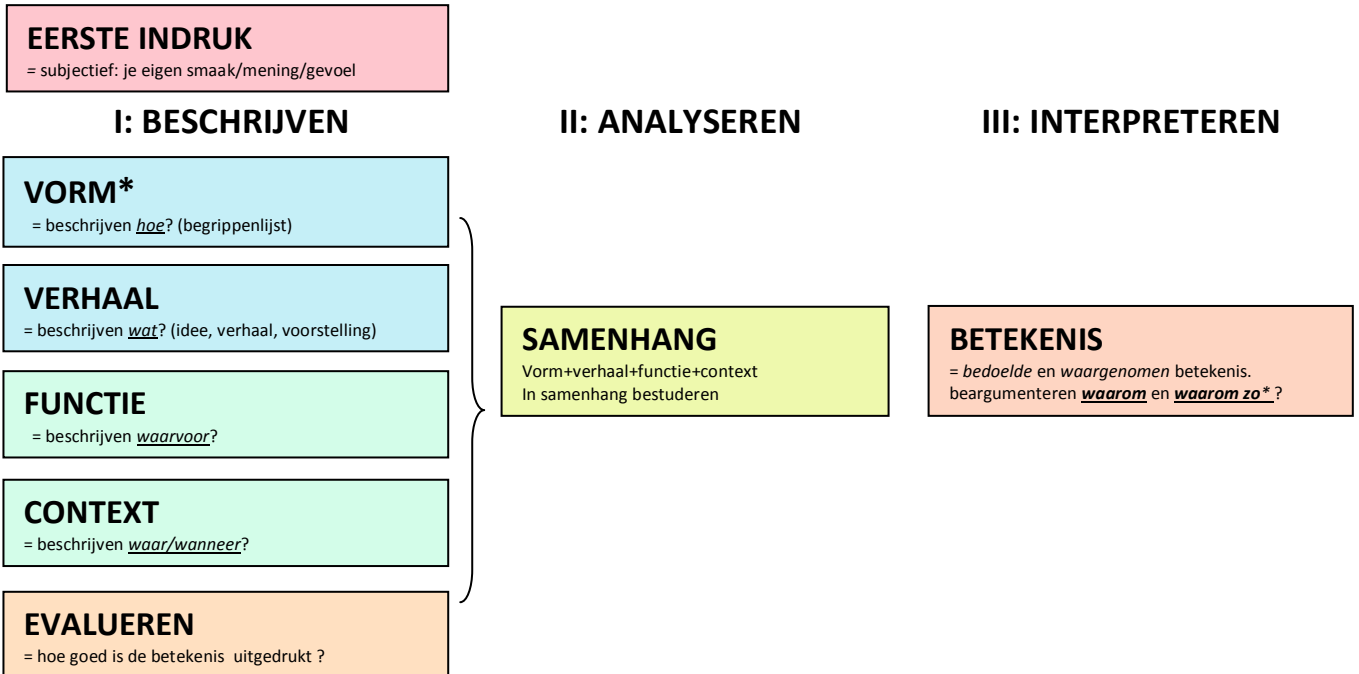 EERSTE INDRUK
= subjectief: je eigen smaak/mening/gevoel
I: BESCHRIJVEN
II: ANALYSEREN
III: INTERPRETEREN
VORM*
= beschrijven hoe? (begrippenlijst)
VERHAAL
= beschrijven wat? (idee, verhaal, voorstelling)
FUNCTIE
= beschrijven waarvoor?
CONTEXT
= beschrijven waar/wanneer?
EVALUEREN
= hoe goed is de betekenis uitgedrukt ?
SAMENHANG
Vorm+verhaal+functie+context
In samenhang bestuderen
BETEKENIS
= bedoelde en waargenomen betekenis.
beargumenteren waarom en waarom zo* ?